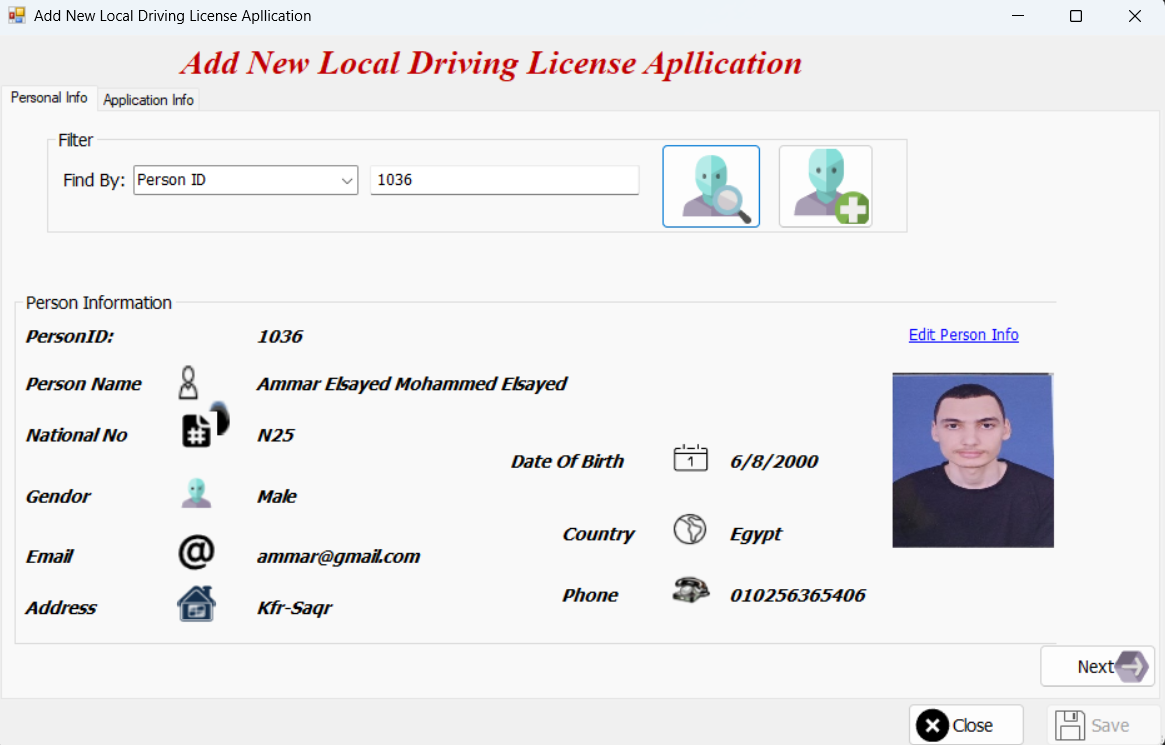 Add New Local Driving License Apllication
Add New Local Driving License Apllication
Personal Info
Application Info
Filter
Find By:
Person ID
1036
Person Information
PersonID:
1036
Edit Person Info
Person Name
Ammar Elsayed Mohammed Elsayed
National No
N25
Date Of Birth
1
6/8/2000
Gendor
Male
Country
Egypt
Email
@
ammar@gmail.com
Phone
010256365406
Address
Kfr-Saqr
Next
Close
Save